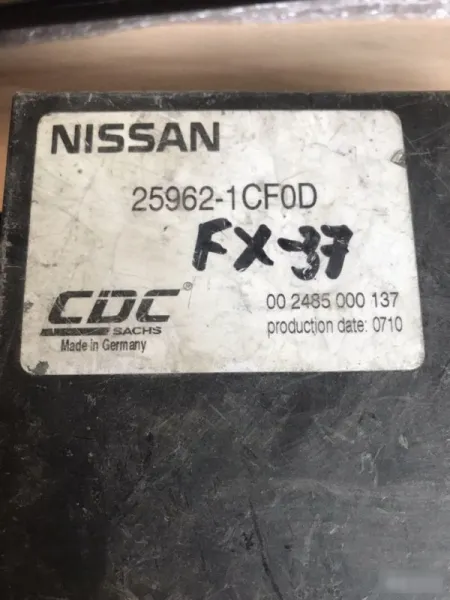 NISSAN
25962-1CF0D
FX-37
CDC®
SACHS
Made in Germany
00 2485 000 137
production date: 0710